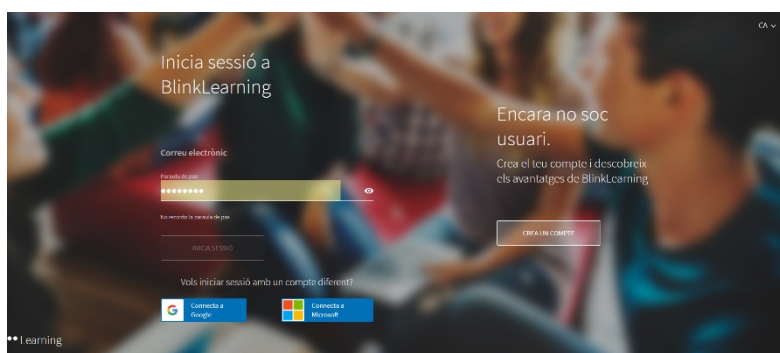 CA
Inicia sessió a
BlinkLearning
Correu electrònic
Paraula de pas
No recordo la paraula de pas
INICIA SESSIÓ
Vols iniciar sessió amb un compte diferent?
Connecta a
Google
Connecta a
Microsoft
Encara no soc
usuari.
Crea el teu compte i descobreix
els avantatges de BlinkLearning
CREA UN COMPTE
Learning